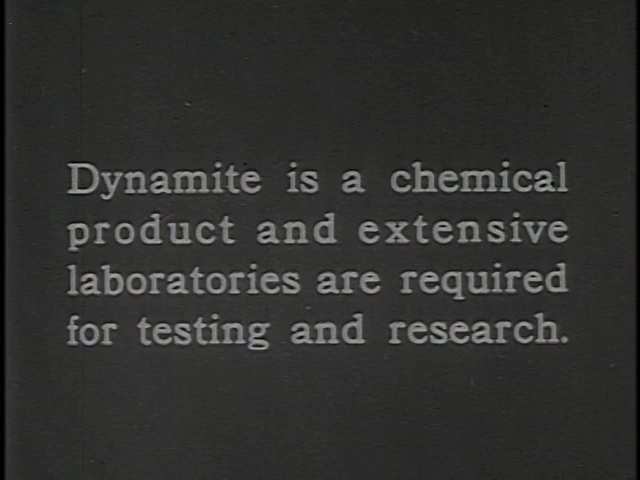 Dynamite is a chemical
product and extensive
laboratories are required
for testing and research.